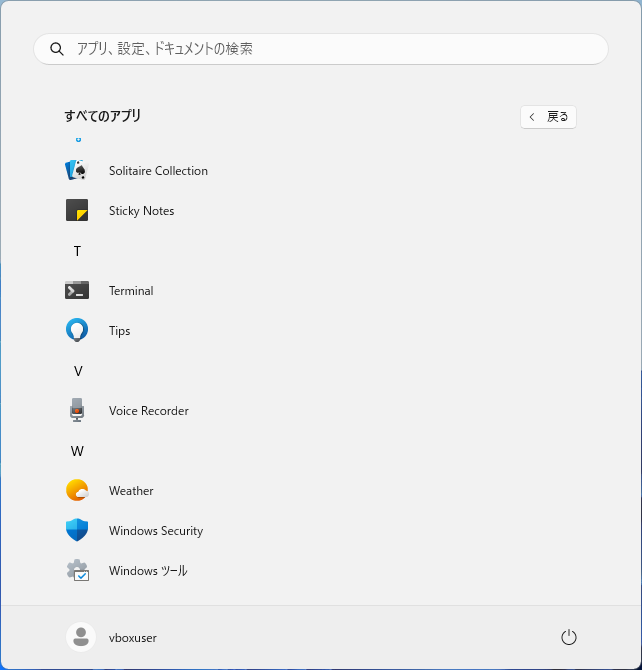 アプリ、設定、ドキュメントの検索
すべてのアプリ
戻る
Solitaire Collection
Sticky Notes
T
Terminal
Tips
V
Voice Recorder
W
Weather
Windows Security
Windows ツール
vboxuser